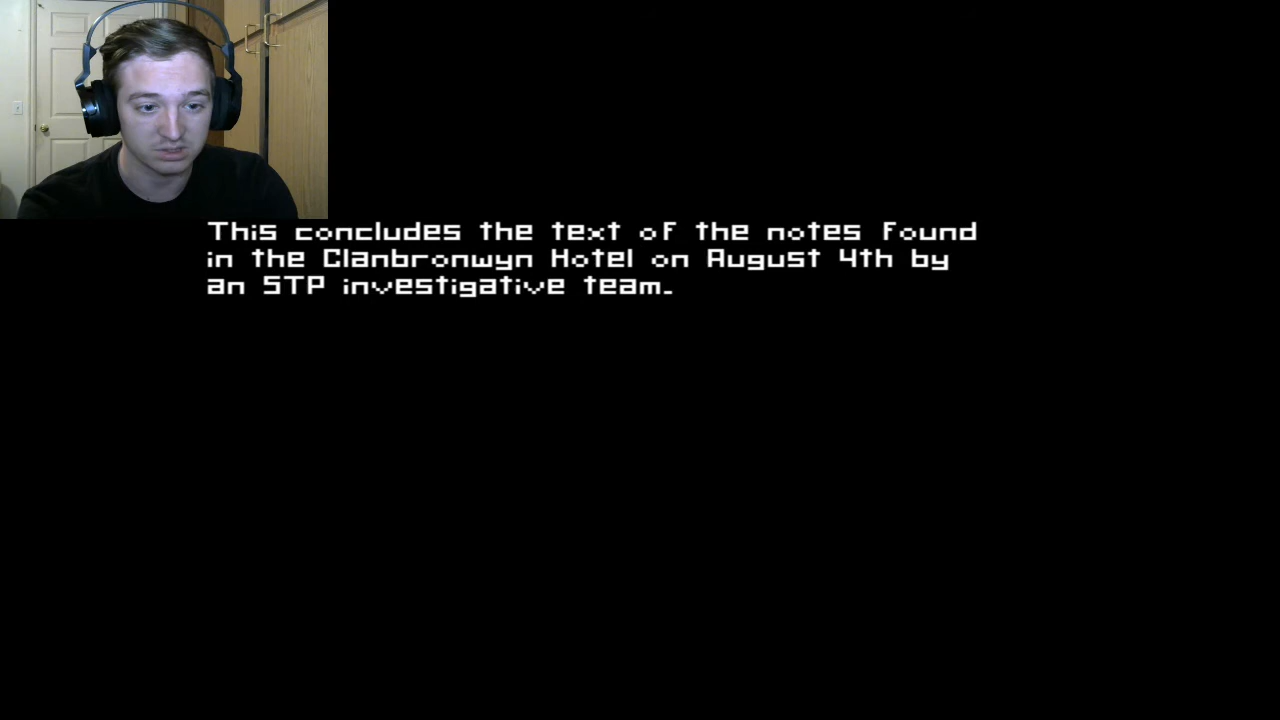 This concludes the text of the notes found
in the Clanbronwyn Hotel on August 4th by
an STP investigative team.